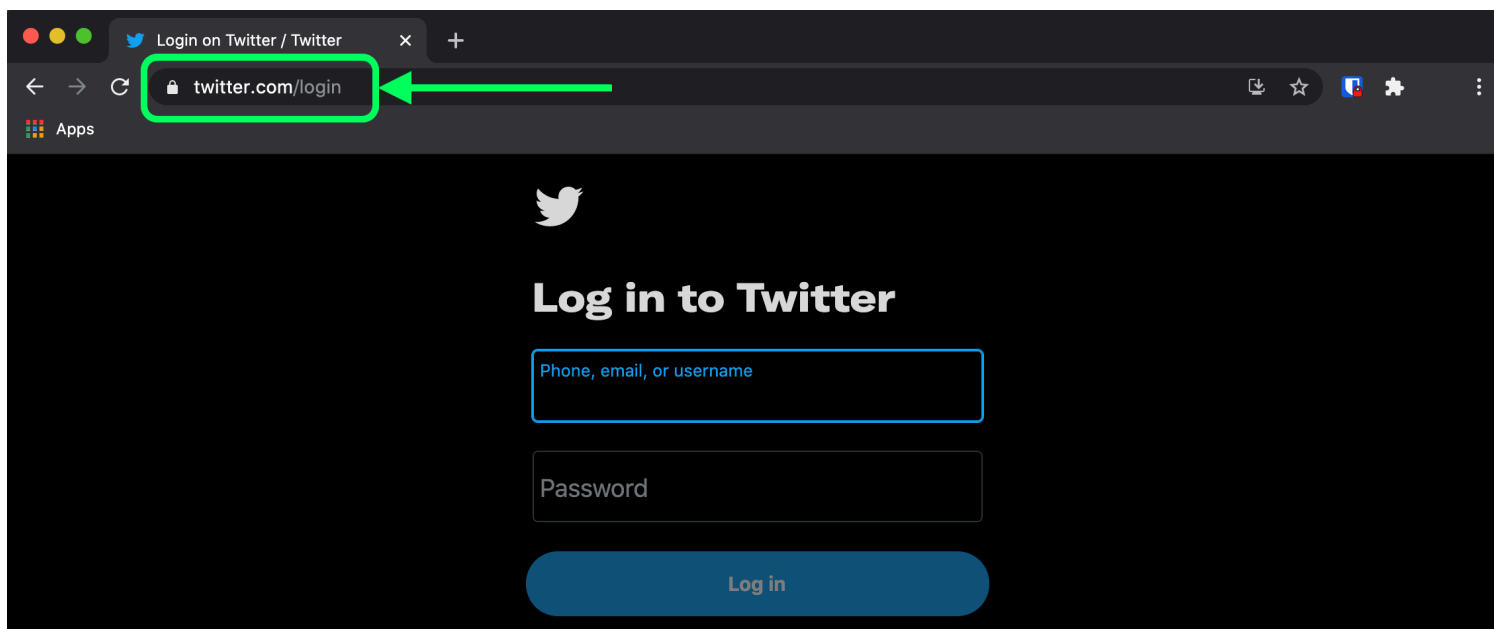 Login on Twitter / Twitter
twitter.com/login
Apps
Log in to Twitter
Phone, email, or username
Password
Log in